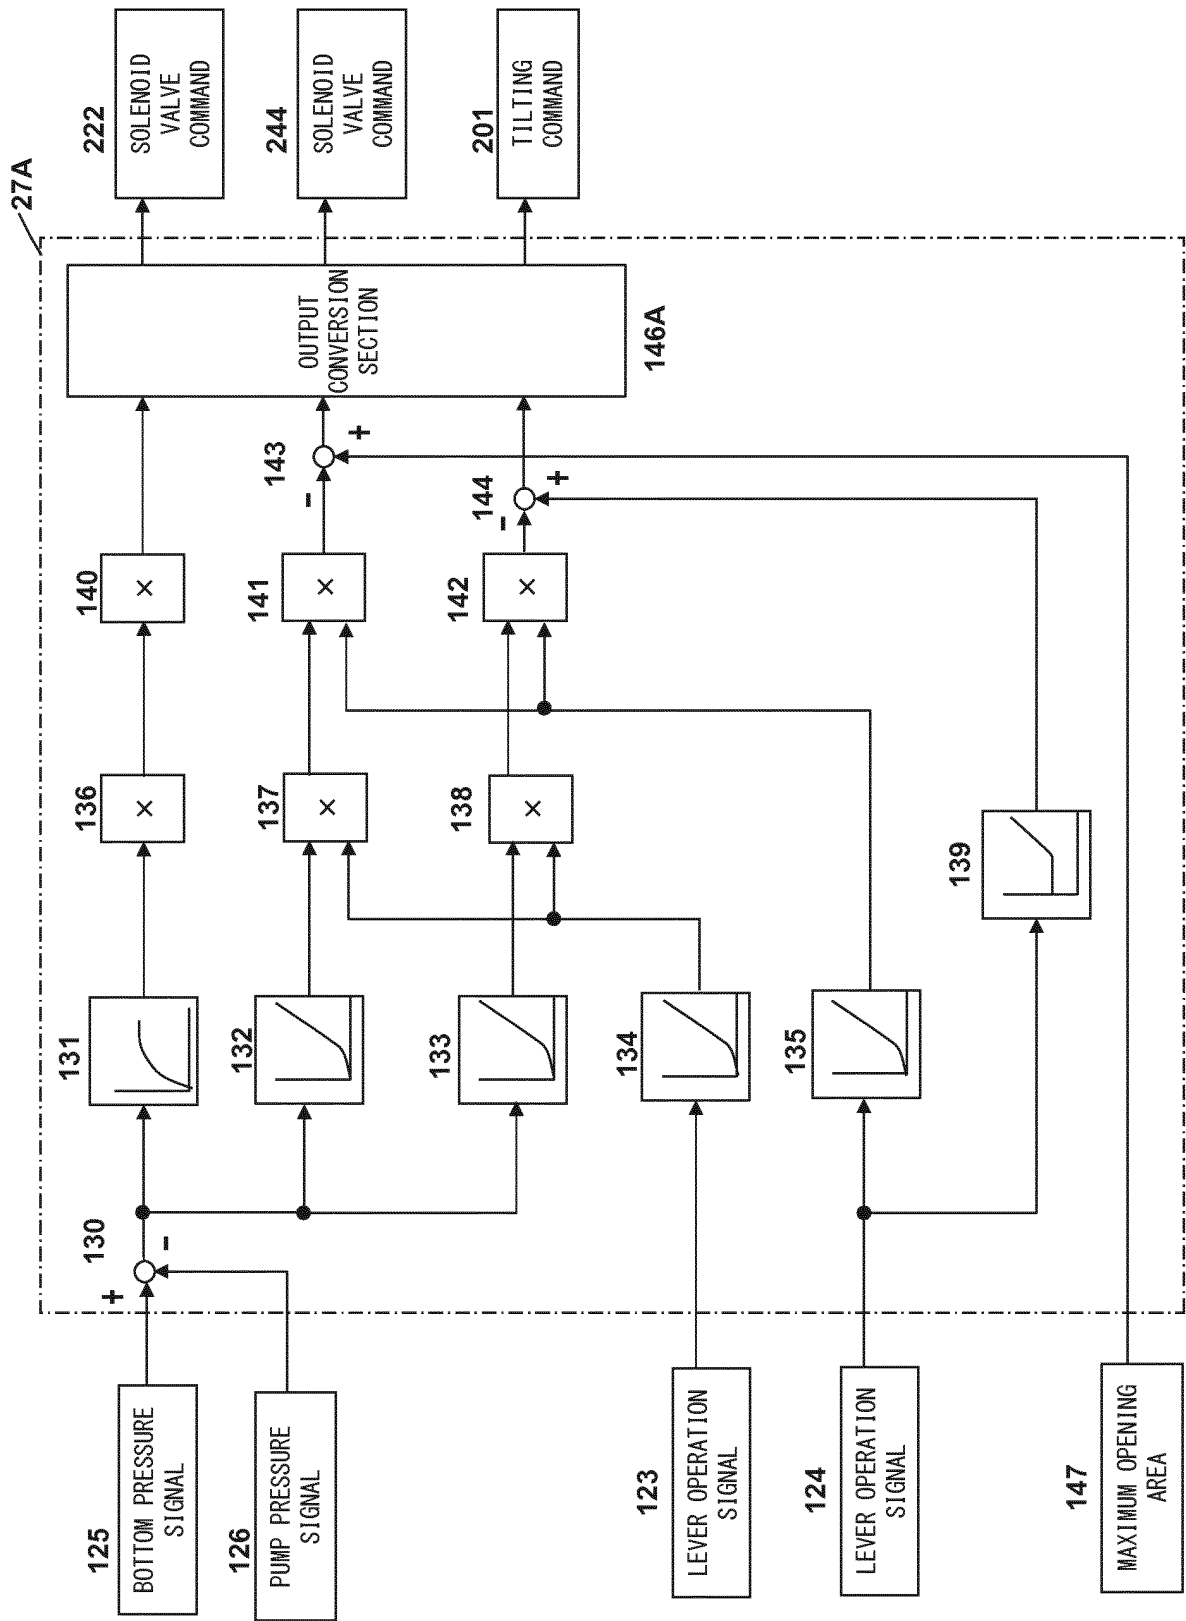 27A
125
BOTTOM PRESSURE
SIGNAL
126
PUMP PRESSURE
SIGNAL
123
LEVER OPERATION
SIGNAL
124
LEVER OPERATION
SIGNAL
147
MAXIMUM OPENING
AREA
+
-
130
131
132
133
134
135
136
×
137
×
138
×
139
140
×
141
×
142
×
-
143
+
-
144
+
OUTPUT
CONVERSION
SECTION
146A
222
SOLENOID
VALVE
COMMAND
244
SOLENOID
VALVE
COMMAND
201
TILTING
COMMAND